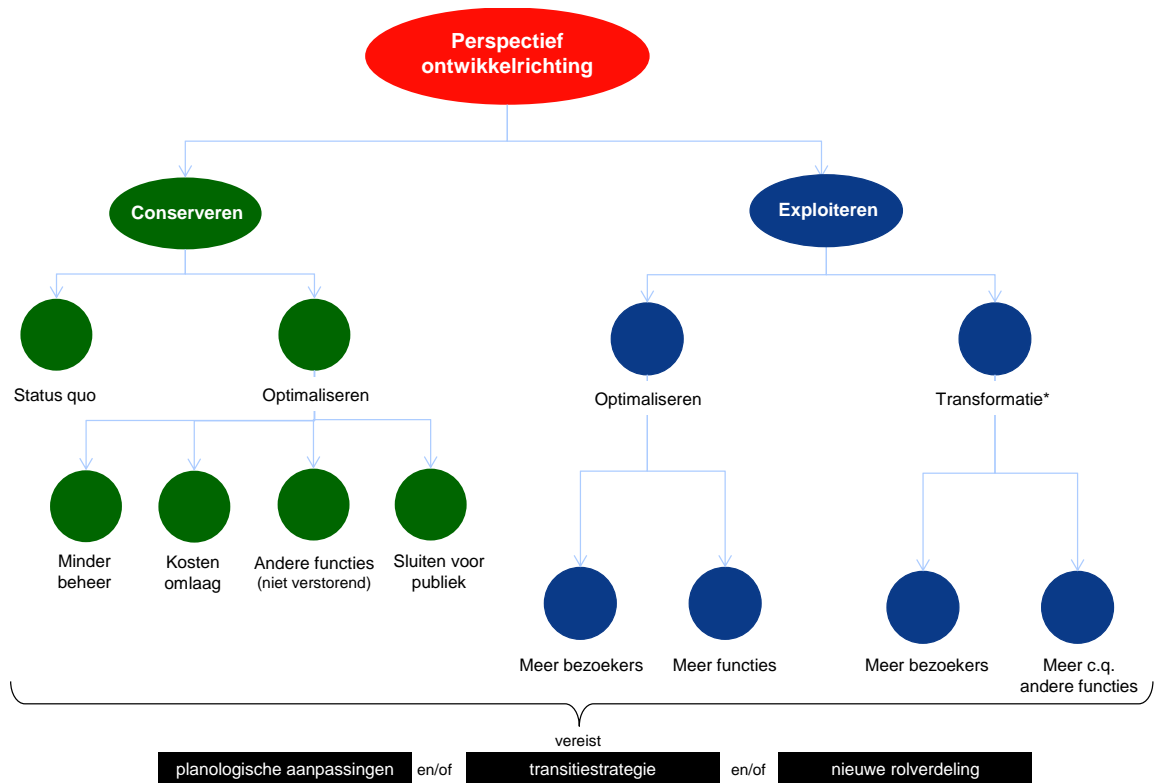 Perspectief
ontwikkelrichting
Conserveren
Exploiteren
Status quo
Optimaliseren
Optimaliseren
Transformatie*
Minder
beheer
Kosten
omlaag
Andere functies
(niet verstorend)
Sluiten voor
publiek
Meer bezoekers
Meer functies
Meer bezoekers
Meer c.q.
andere functies
vereist
planologische aanpassingen en/of transitiestrategie en/of nieuwe rolverdeling